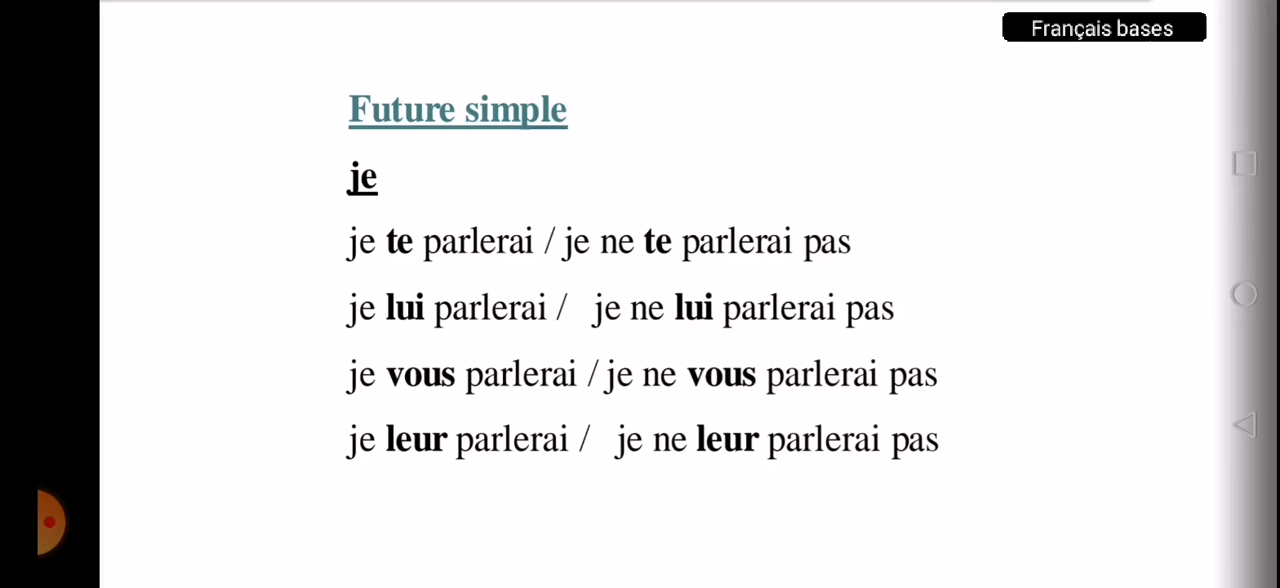 Français bases
Future simple
je
je te parlerai / je ne te parlerai pas
je lui parlerai / je ne lui parlerai pas
je vous parlerai / je ne vous parlerai pas
je leur parlerai / je ne leur parlerai pas